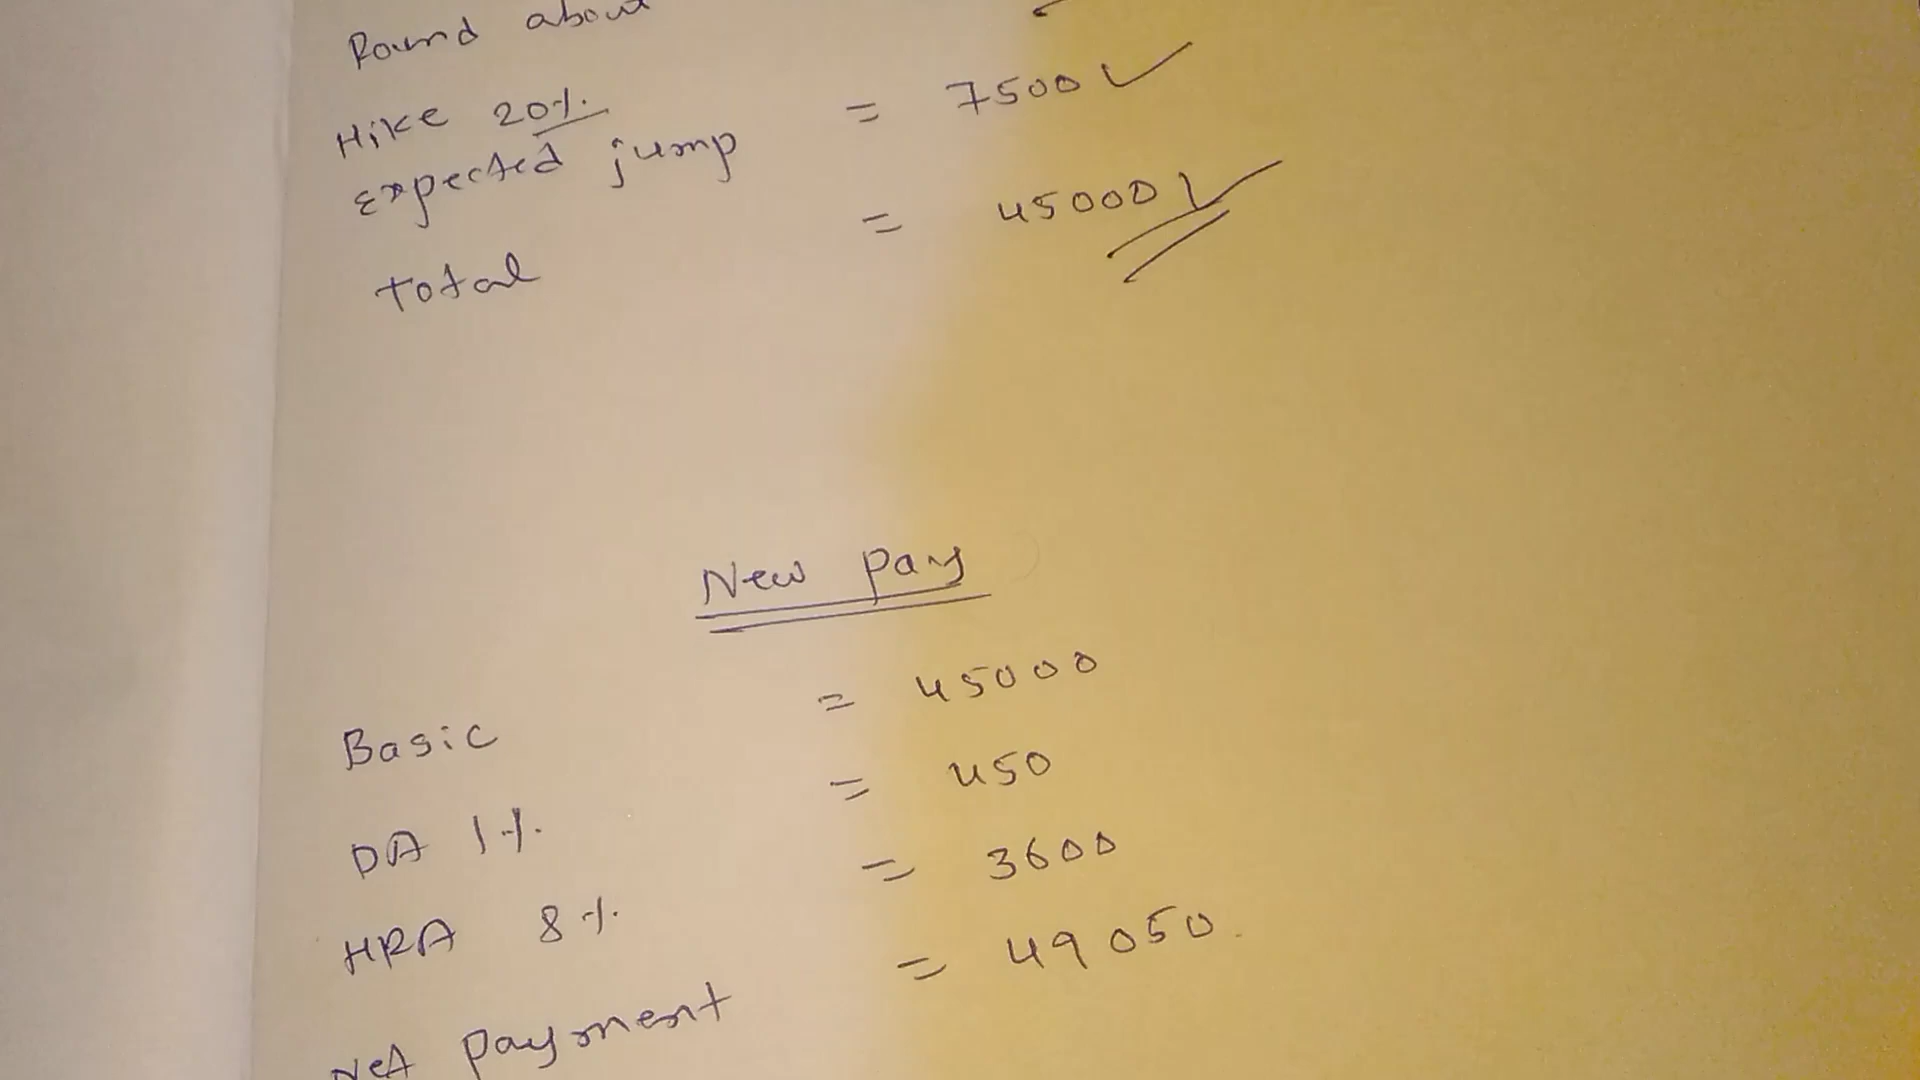 Round about
Hike 20%
expected jump = 7500
total = 45000
New pay
Basic = 45000
DA 1% = 450
HRA 8% = 3600
Net payment = 49050.